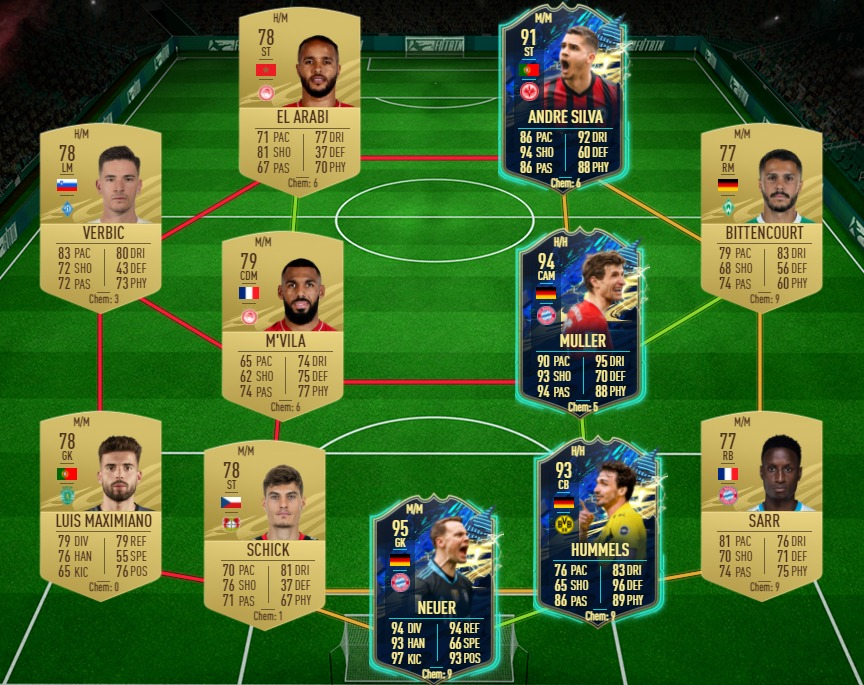 FUTBIN
FUTBIN
H/M
78
ST
EL ARABI
71 PAC 77 DRI
81 SHO 37 DEF
67 PAS 70 PHY
Chem: 6
M/M
91
ST
ANDRE SILVA
86 PAC 92 DRI
94 SHO 60 DEF
86 PAS 88 PHY
Chem: 6
H/M
78
LM
VERBIC
83 PAC 80 DRI
72 SHO 43 DEF
72 PAS 73 PHY
Chem: 3
M/M
77
RM
BITTENCOURT
79 PAC 83 DRI
68 SHO 56 DEF
74 PAS 60 PHY
Chem: 9
M/M
79
CDM
M'VILA
65 PAC 74 DRI
62 SHO 75 DEF
74 PAS 77 PHY
Chem: 6
H/H
94
CAM
MULLER
90 PAC 95 DRI
93 SHO 70 DEF
94 PAS 88 PHY
Chem: 5
M/M
78
GK
LUIS MAXIMIANO
79 DIV 79 REF
76 HAN 55 SPE
65 KIC 76 POS
Chem: 0
M/M
78
ST
SCHICK
70 PAC 81 DRI
76 SHO 37 DEF
71 PAS 67 PHY
Chem: 1
M/M
95
GK
NEUER
94 DIV 94 REF
93 HAN 66 SPE
97 KIC 93 POS
Chem: 9
H/H
93
CB
HUMMELS
76 PAC 83 DRI
65 SHO 96 DEF
86 PAS 89 PHY
Chem: 9
M/M
77
RB
SARR
81 PAC 76 DRI
70 SHO 71 DEF
74 PAS 75 PHY
Chem: 9